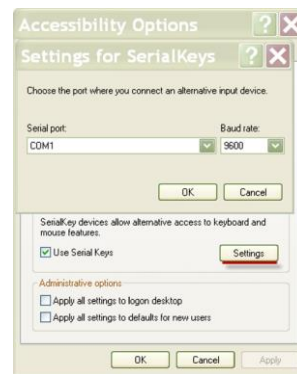 Accessibility Options
Settings for SerialKeys
Choose the port where you connect an alternative input device.
Serial port:
Baud rate:
COM1
9600
OK
Cancel
SerialKey devices allow alternative access to keyboard and
mouse features.
Use Serial Keys
Settings
Administrative options
Apply all settings to logon desktop
Apply all settings to defaults for new users
OK
Cancel
Apply